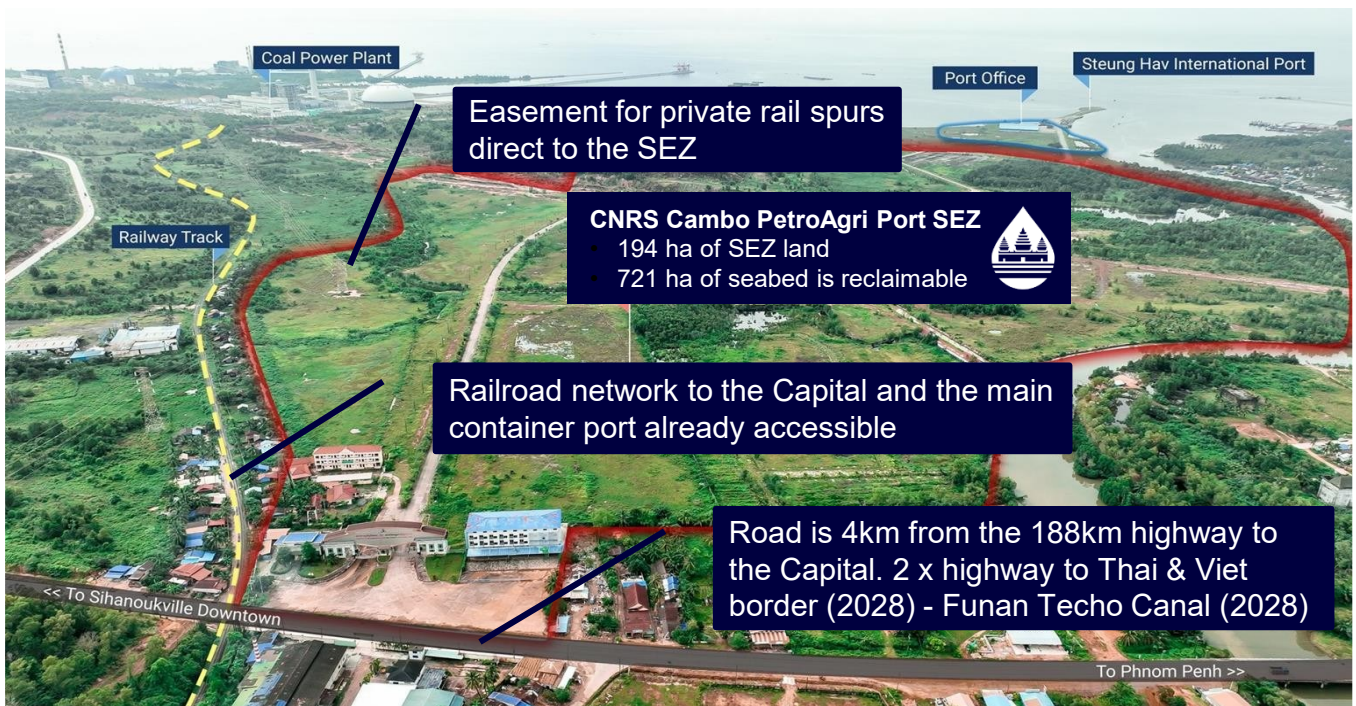 Coal Power Plant
Port Office
Steung Hav International Port
Easement for private rail spurs
direct to the SEZ
CNRS Cambo PetroAgri Port SEZ
• 194 ha of SEZ land
• 721 ha of seabed is reclaimable
Railway Track
Railroad network to the Capital and the main
container port already accessible
Road is 4km from the 188km highway to
the Capital. 2 x highway to Thai & Viet
border (2028) - Funan Techo Canal (2028)
<< To Sihanoukville Downtown
To Phnom Penh >>